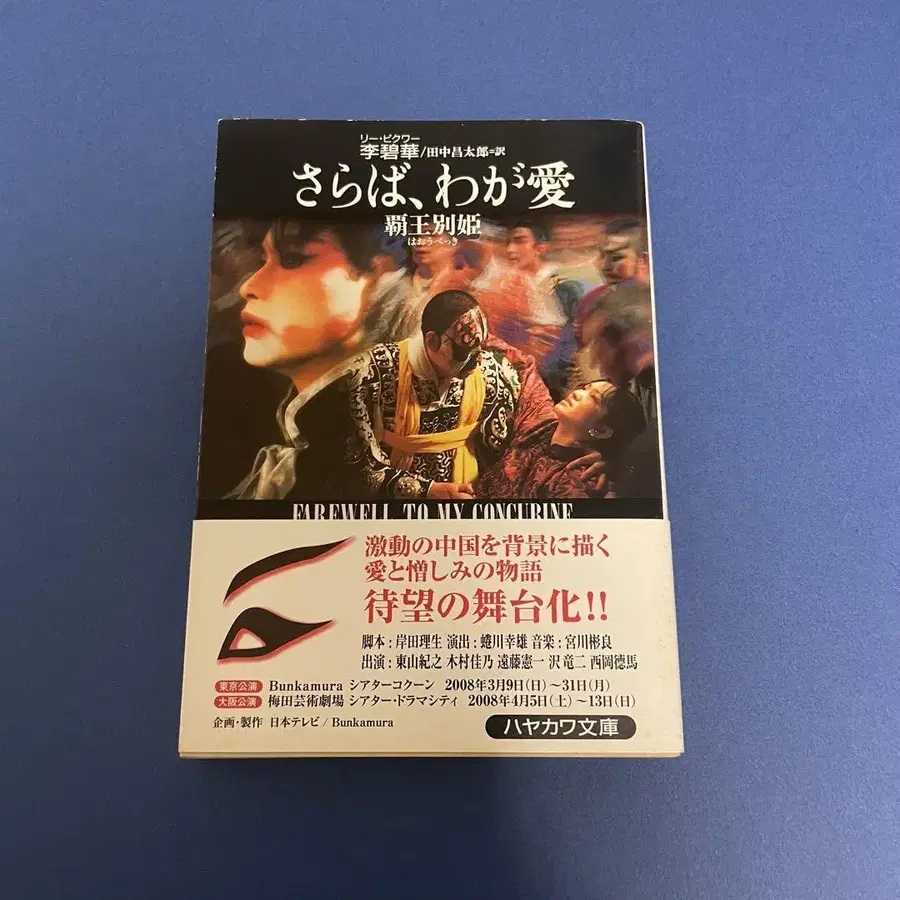 リー・ピクワー
李碧華/田中昌太郎=訳
さらば、わが愛
覇王別姫
はおうべっき
FAREWELL TO MY CONCUBINE
激動の中国を背景に描く
愛と憎しみの物語
待望の舞台化!!
脚本:岸田理生 演出:蜷川幸雄 音楽:宮川彬良
出演:東山紀之 木村佳乃 遠藤憲一 沢竜二 西岡德馬
東京公演 Bunkamura シアターコクーン 2008年3月9日(日)〜31日(月)
大阪公演 梅田芸術劇場 シアター・ドラマシティ 2008年4月5日(土)〜13日(日)
企画・製作 日本テレビ/Bunkamura
ハヤカワ文庫